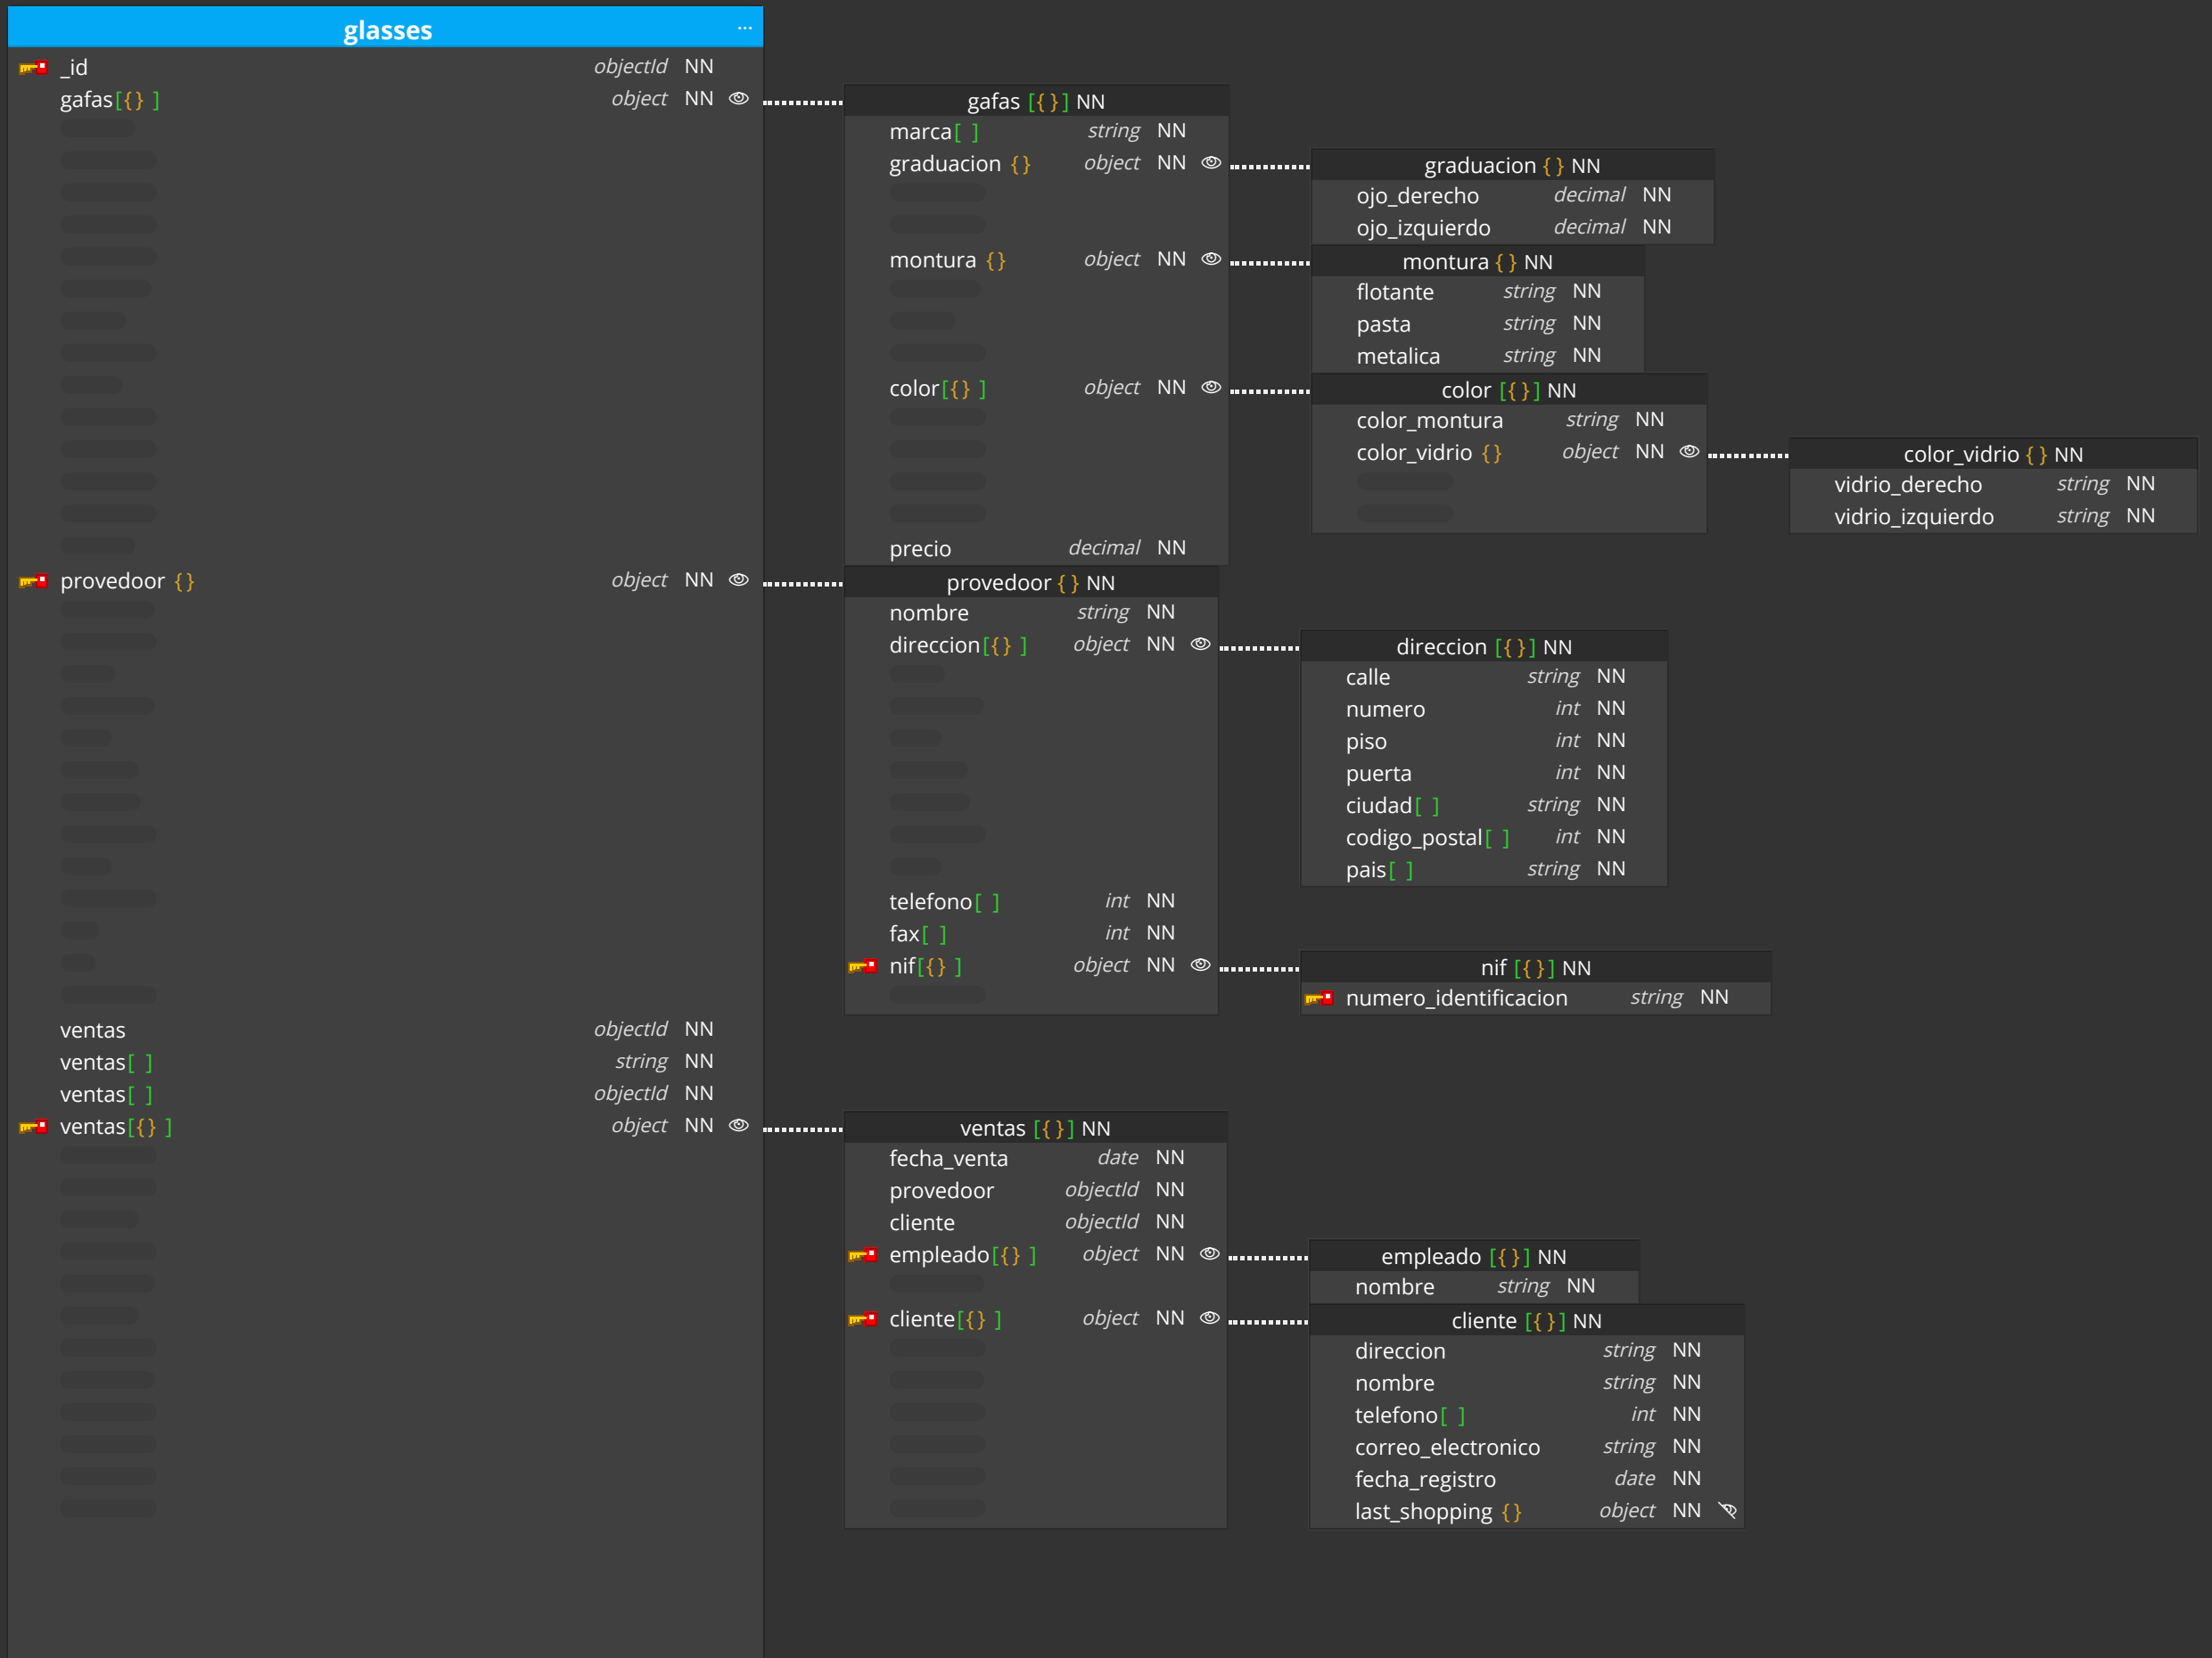 glasses ...
_id objectId NN
gafas[{} ] object NN
provedoor {} object NN
ventas objectId NN
ventas[ ] string NN
ventas[ ] objectId NN
ventas[{} ] object NN
gafas [{}] NN
marca[ ] string NN
graduacion {} object NN
montura {} object NN
color[{} ] object NN
precio decimal NN
graduacion {} NN
ojo_derecho decimal NN
ojo_izquierdo decimal NN
montura {} NN
flotante string NN
pasta string NN
metalica string NN
color [{}] NN
color_montura string NN
color_vidrio {} object NN
color_vidrio {} NN
vidrio_derecho string NN
vidrio_izquierdo string NN
provedoor {} NN
nombre string NN
direccion[{} ] object NN
telefono[ ] int NN
fax[ ] int NN
nif[{} ] object NN
direccion [{}] NN
calle string NN
numero int NN
piso int NN
puerta int NN
ciudad[ ] string NN
codigo_postal[ ] int NN
pais[ ] string NN
nif [{}] NN
numero_identificacion string NN
ventas [{}] NN
fecha_venta date NN
provedoor objectId NN
cliente objectId NN
empleado[{} ] object NN
cliente[{} ] object NN
empleado [{}] NN
nombre string NN
cliente [{}] NN
direccion string NN
nombre string NN
telefono[ ] int NN
correo_electronico string NN
fecha_registro date NN
last_shopping {} object NN